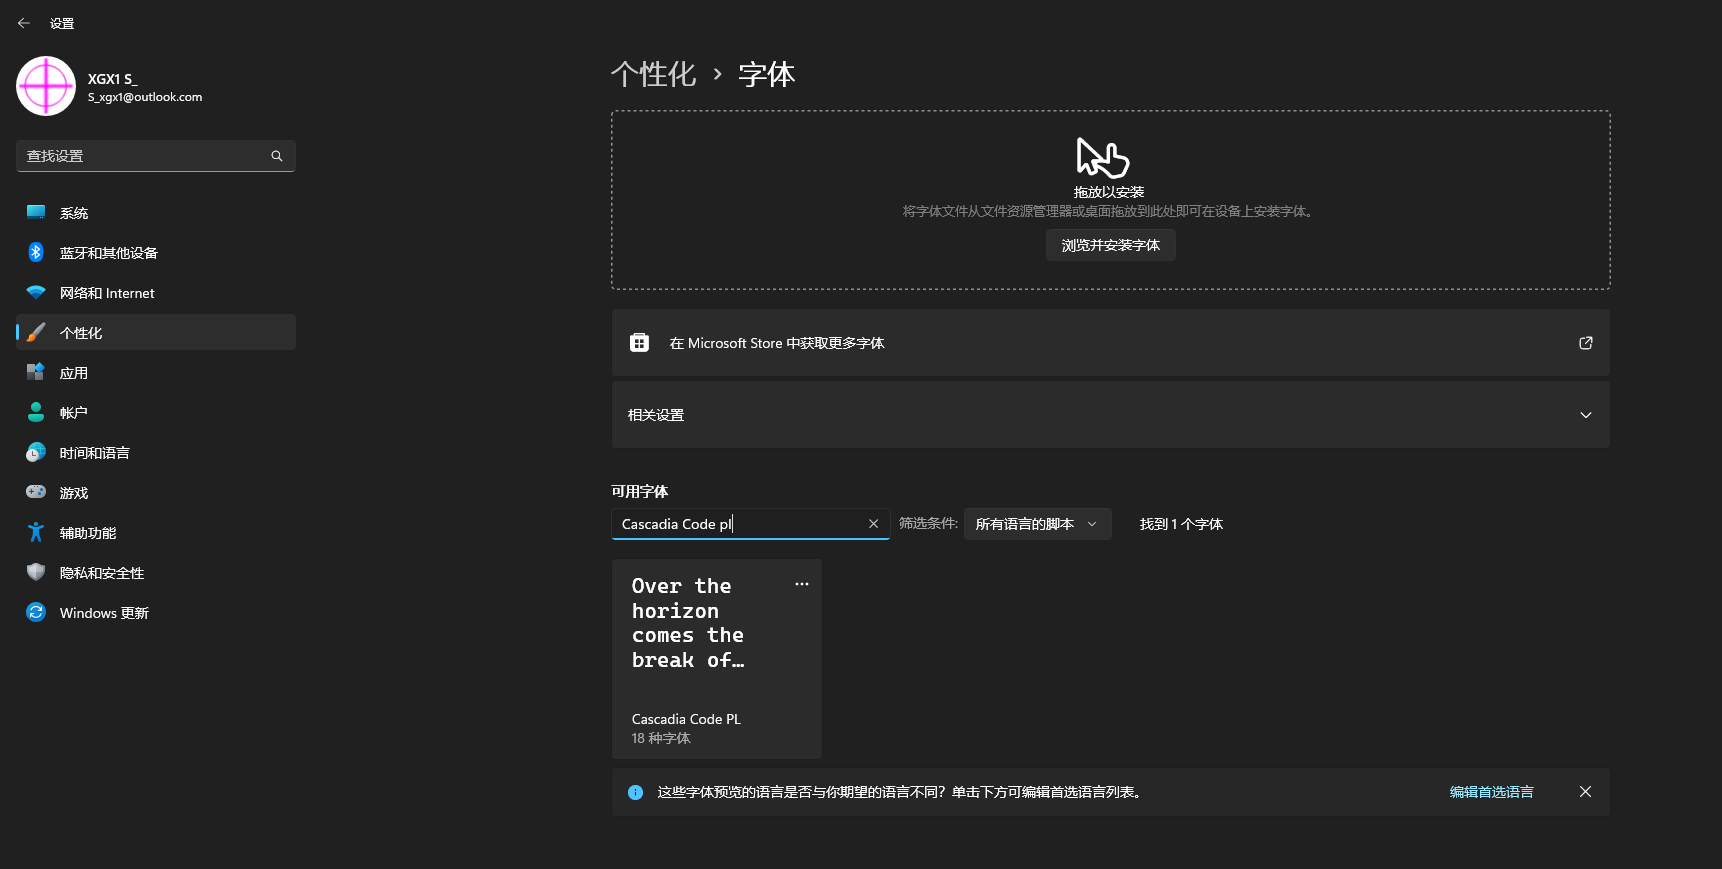 设置
XGX1 S_
S_xgx1@outlook.com
查找设置
系统
蓝牙和其他设备
网络和 Internet
个性化
应用
帐户
时间和语言
游戏
辅助功能
隐私和安全性
Windows 更新
个性化 › 字体
拖放以安装
将字体文件从文件资源管理器或桌面拖放到此处即可在设备上安装字体。
浏览并安装字体
在 Microsoft Store 中获取更多字体
相关设置
可用字体
Cascadia Code pl
筛选条件: 所有语言的脚本 找到 1 个字体
Over the
horizon
comes the
break of…
Cascadia Code PL
18 种字体
这些字体预览的语言是否与你期望的语言不同？单击下方可编辑首选语言列表。 编辑首选语言